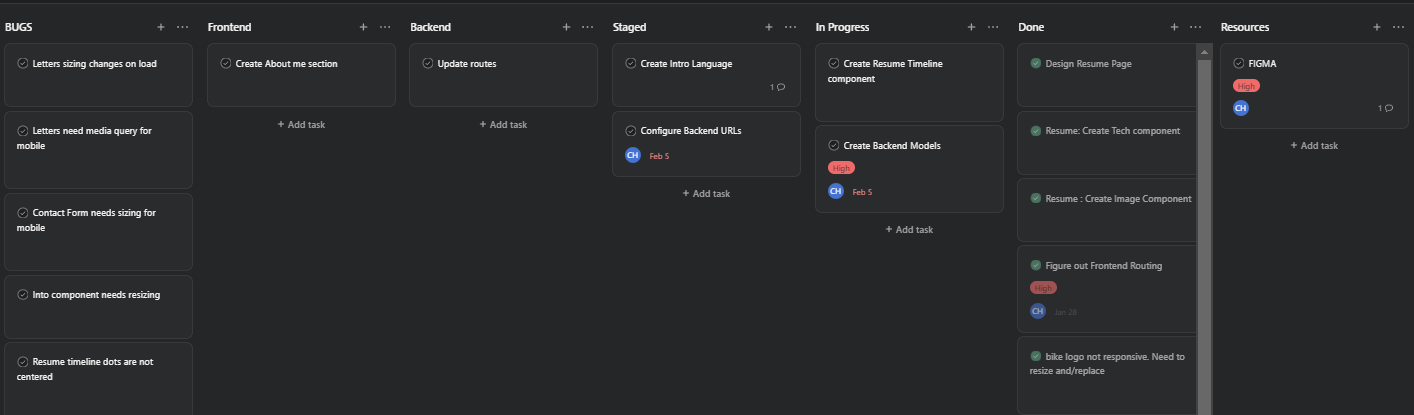 BUGS
Letters sizing changes on load
Letters need media query for
mobile
Contact Form needs sizing for
mobile
Into component needs resizing
Resume timeline dots are not
centered
Frontend
Create About me section
+ Add task
Backend
Update routes
+ Add task
Staged
Create Intro Language
1
Configure Backend URLs
CH Feb 5
+ Add task
In Progress
Create Resume Timeline
component
Create Backend Models
High
CH Feb 5
+ Add task
Done
Design Resume Page
Resume: Create Tech component
Resume : Create Image Component
Figure out Frontend Routing
High
CH Jan 28
bike logo not responsive. Need to
resize and/replace
Resources
FIGMA
High
CH 1
+ Add task